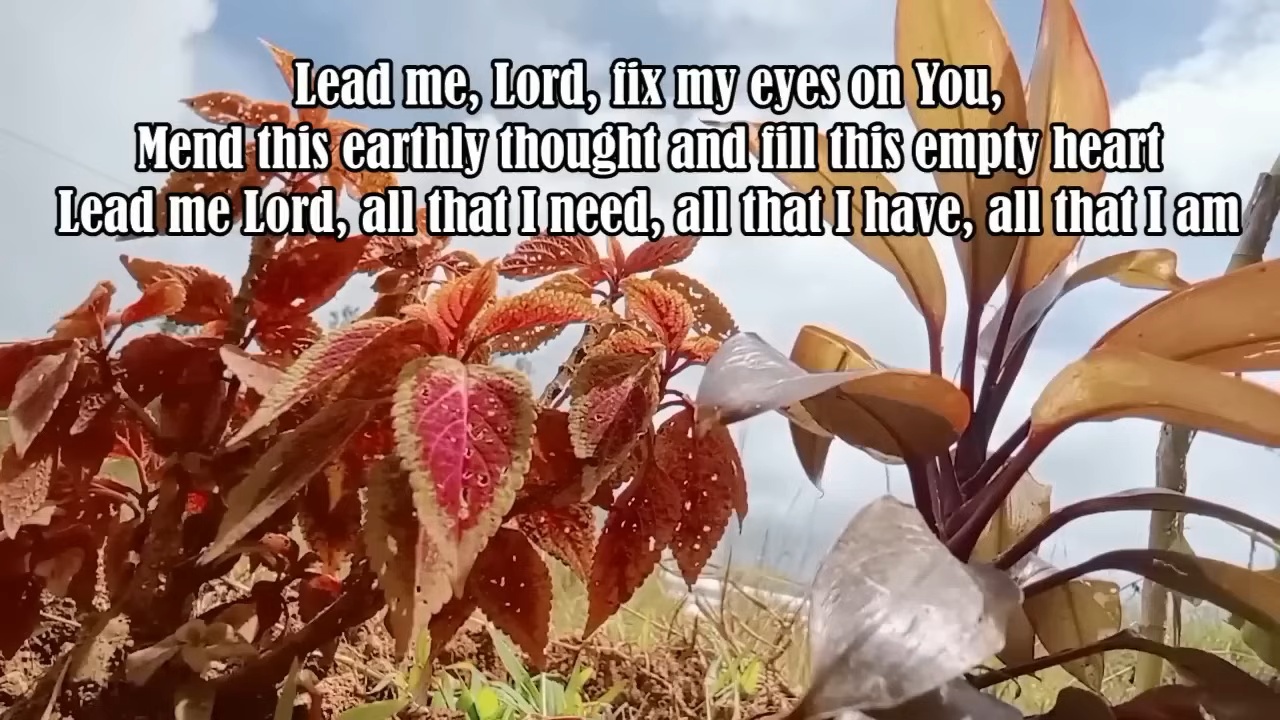 Lead me, Lord, fix my eyes on You,
Mend this earthly thought and fill this empty heart
Lead me Lord, all that I need, all that I have, all that I am